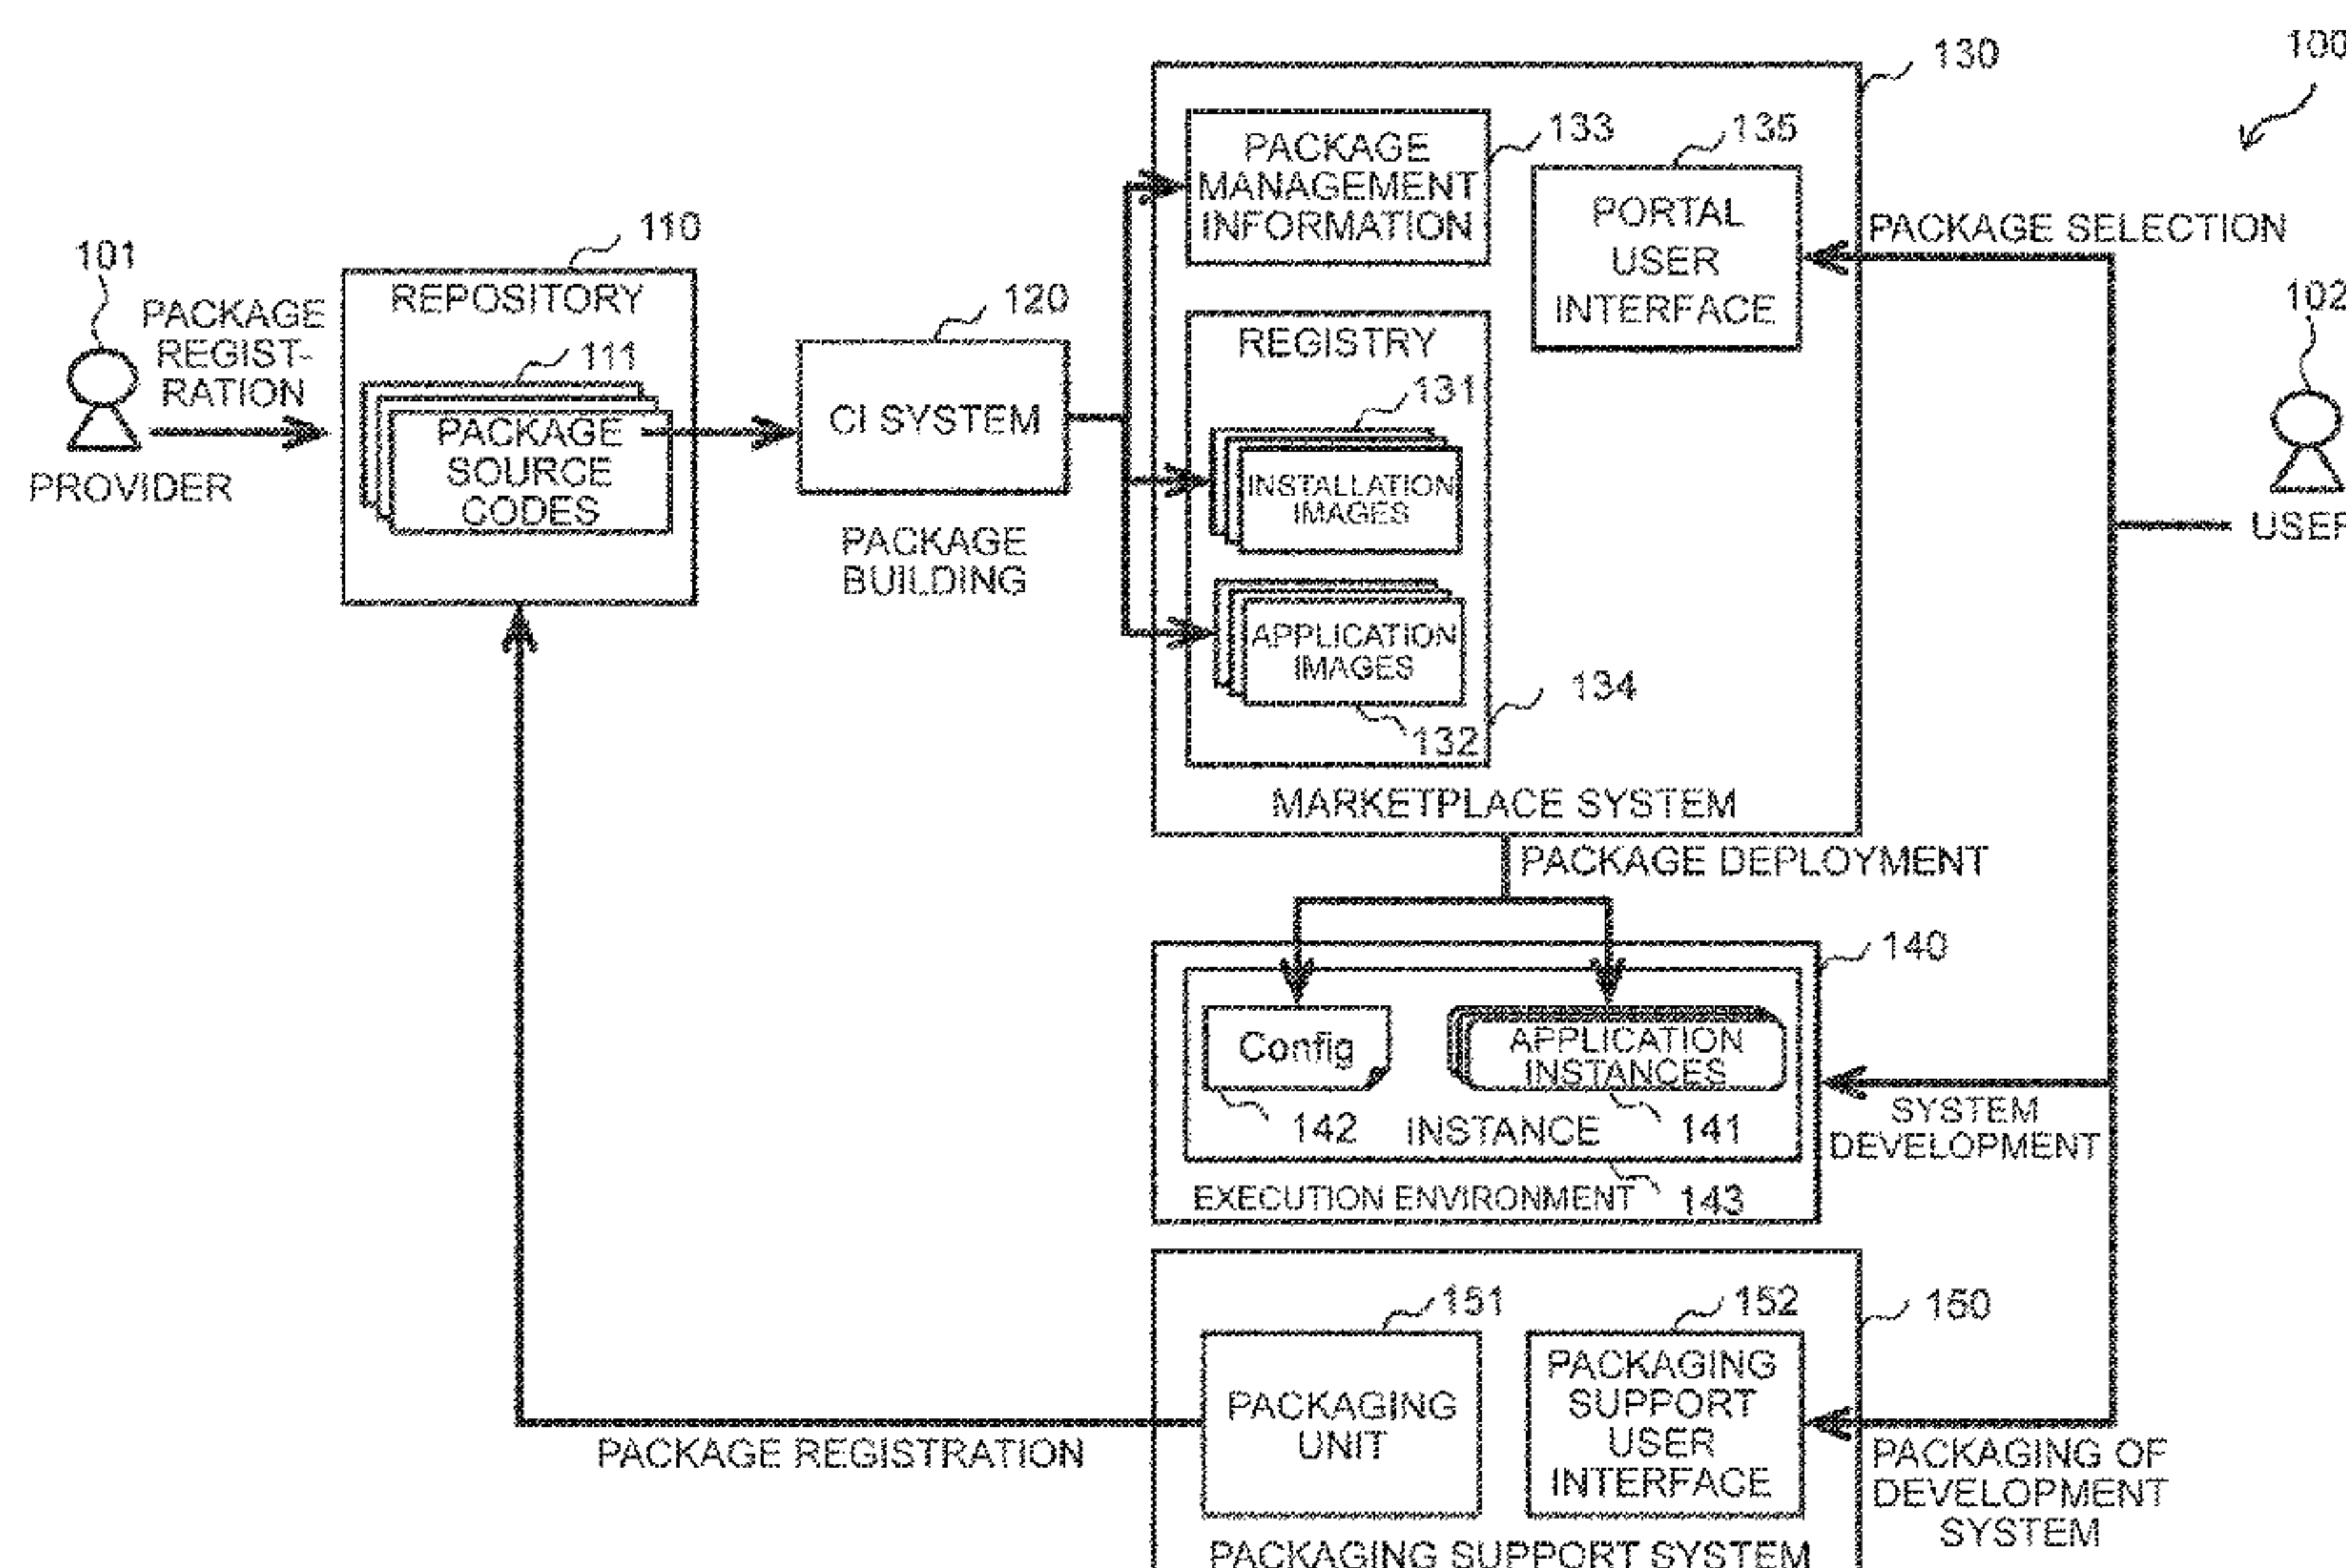 100
130
133
135
PACKAGE
MANAGEMENT
INFORMATION
PORTAL
USER
INTERFACE
PACKAGE SELECTION
101
PACKAGE
REGIST-
RATION
PROVIDER
110
REPOSITORY
111
PACKAGE
SOURCE
CODES
120
CI SYSTEM
PACKAGE
BUILDING
REGISTRY
131
INSTALLATION
IMAGES
APPLICATION
IMAGES
132
134
MARKETPLACE SYSTEM
102
USER
PACKAGE DEPLOYMENT
140
Config
APPLICATION
INSTANCES
142
INSTANCE
141
EXECUTION ENVIRONMENT
143
SYSTEM
DEVELOPMENT
151
152
150
PACKAGING
UNIT
PACKAGING
SUPPORT
USER
INTERFACE
PACKAGE REGISTRATION
PACKAGING OF
DEVELOPMENT
SYSTEM
PACKAGING SUPPORT SYSTEM